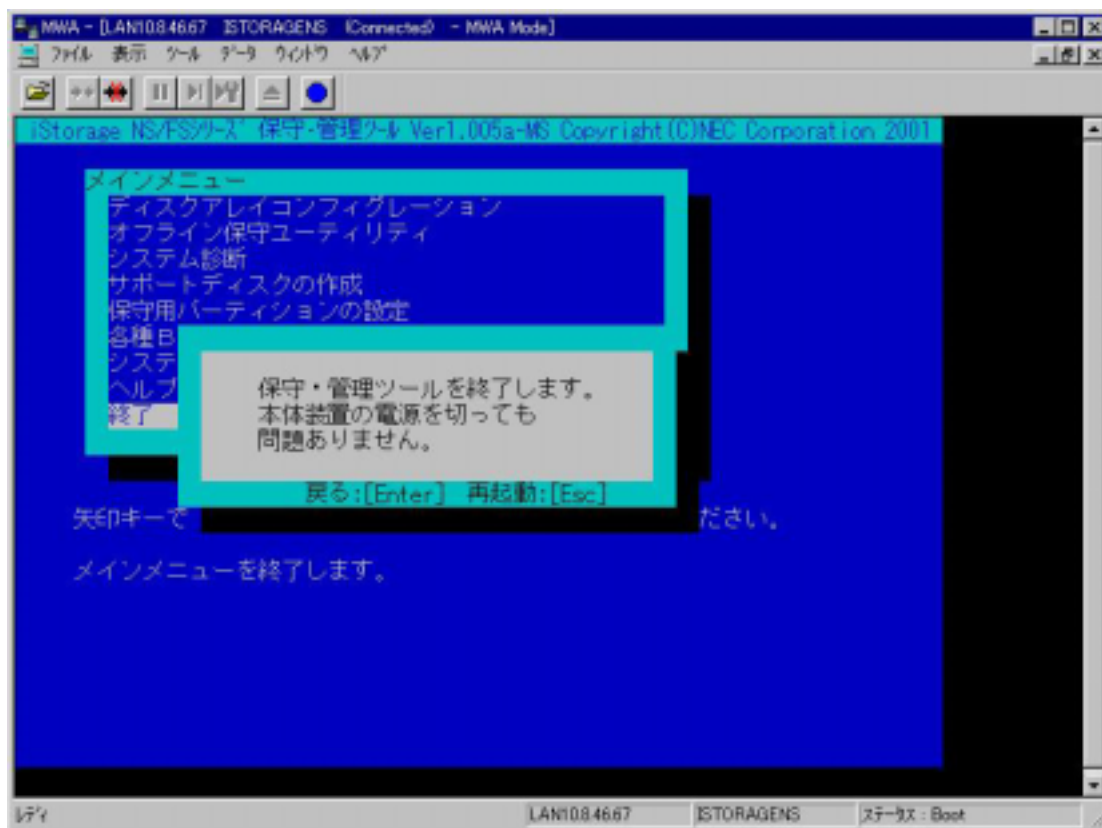 MWA - [LAN10.8.46.67 ISTORAGENS (Connected) - MWA Mode]
ﾌｧｲﾙ 表示 ﾂｰﾙ ﾃﾞｰﾀ ｳｨﾝﾄﾞｳ ﾍﾙﾌﾟ
iStorage NS/FSｼﾘｰｽﾞ 保守・管理ﾂｰﾙ Ver1.005a-MS Copyright(C)NEC Corporation 2001
メインメニュー
ディスクアレイコンフィグレーション
オフライン保守ユーティリティ
システム診断
サポートディスクの作成
保守用パーティションの設定
各種B
システ
ヘルプ
終了
保守・管理ツールを終了します。
本体装置の電源を切っても
問題ありません。
戻る:[Enter] 再起動:[Esc]
矢印キーで
ださい。
メインメニューを終了します。
ﾚﾃﾞｨ
LAN10.8.46.67
ISTORAGENS
ｽﾃｰﾀｽ : Boot